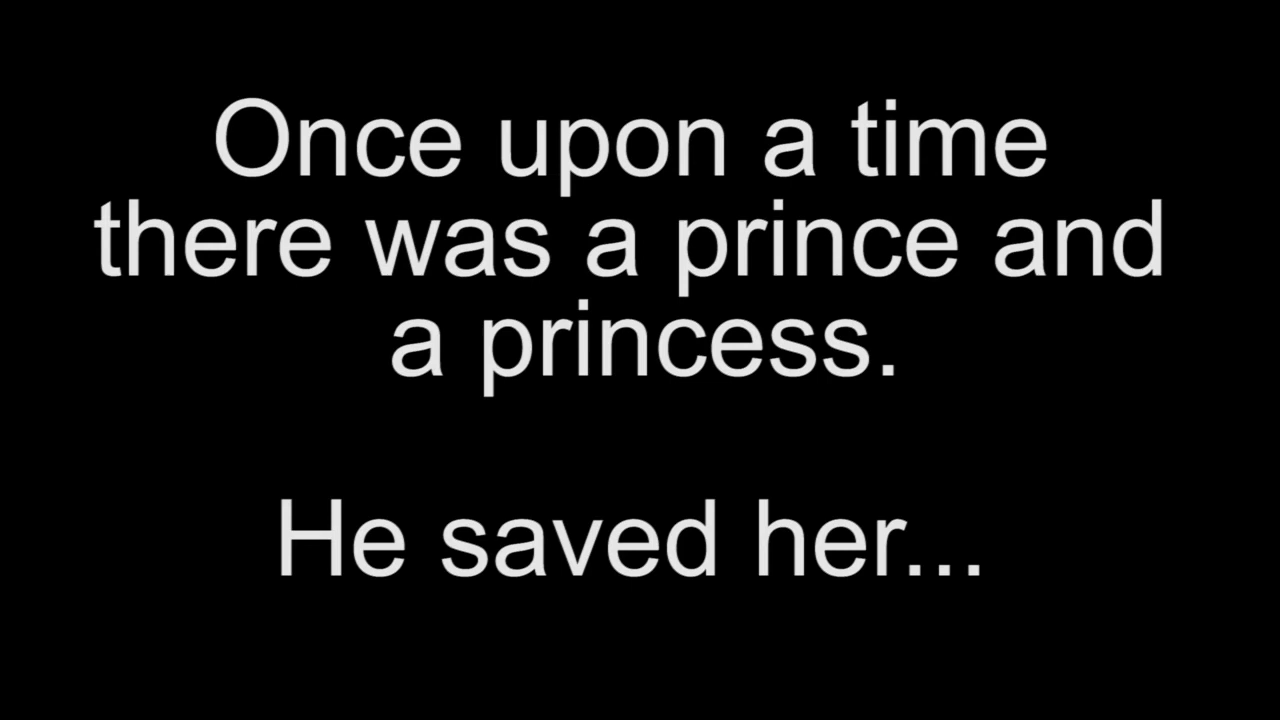 Once upon a time
there was a prince and
a princess.
He saved her...